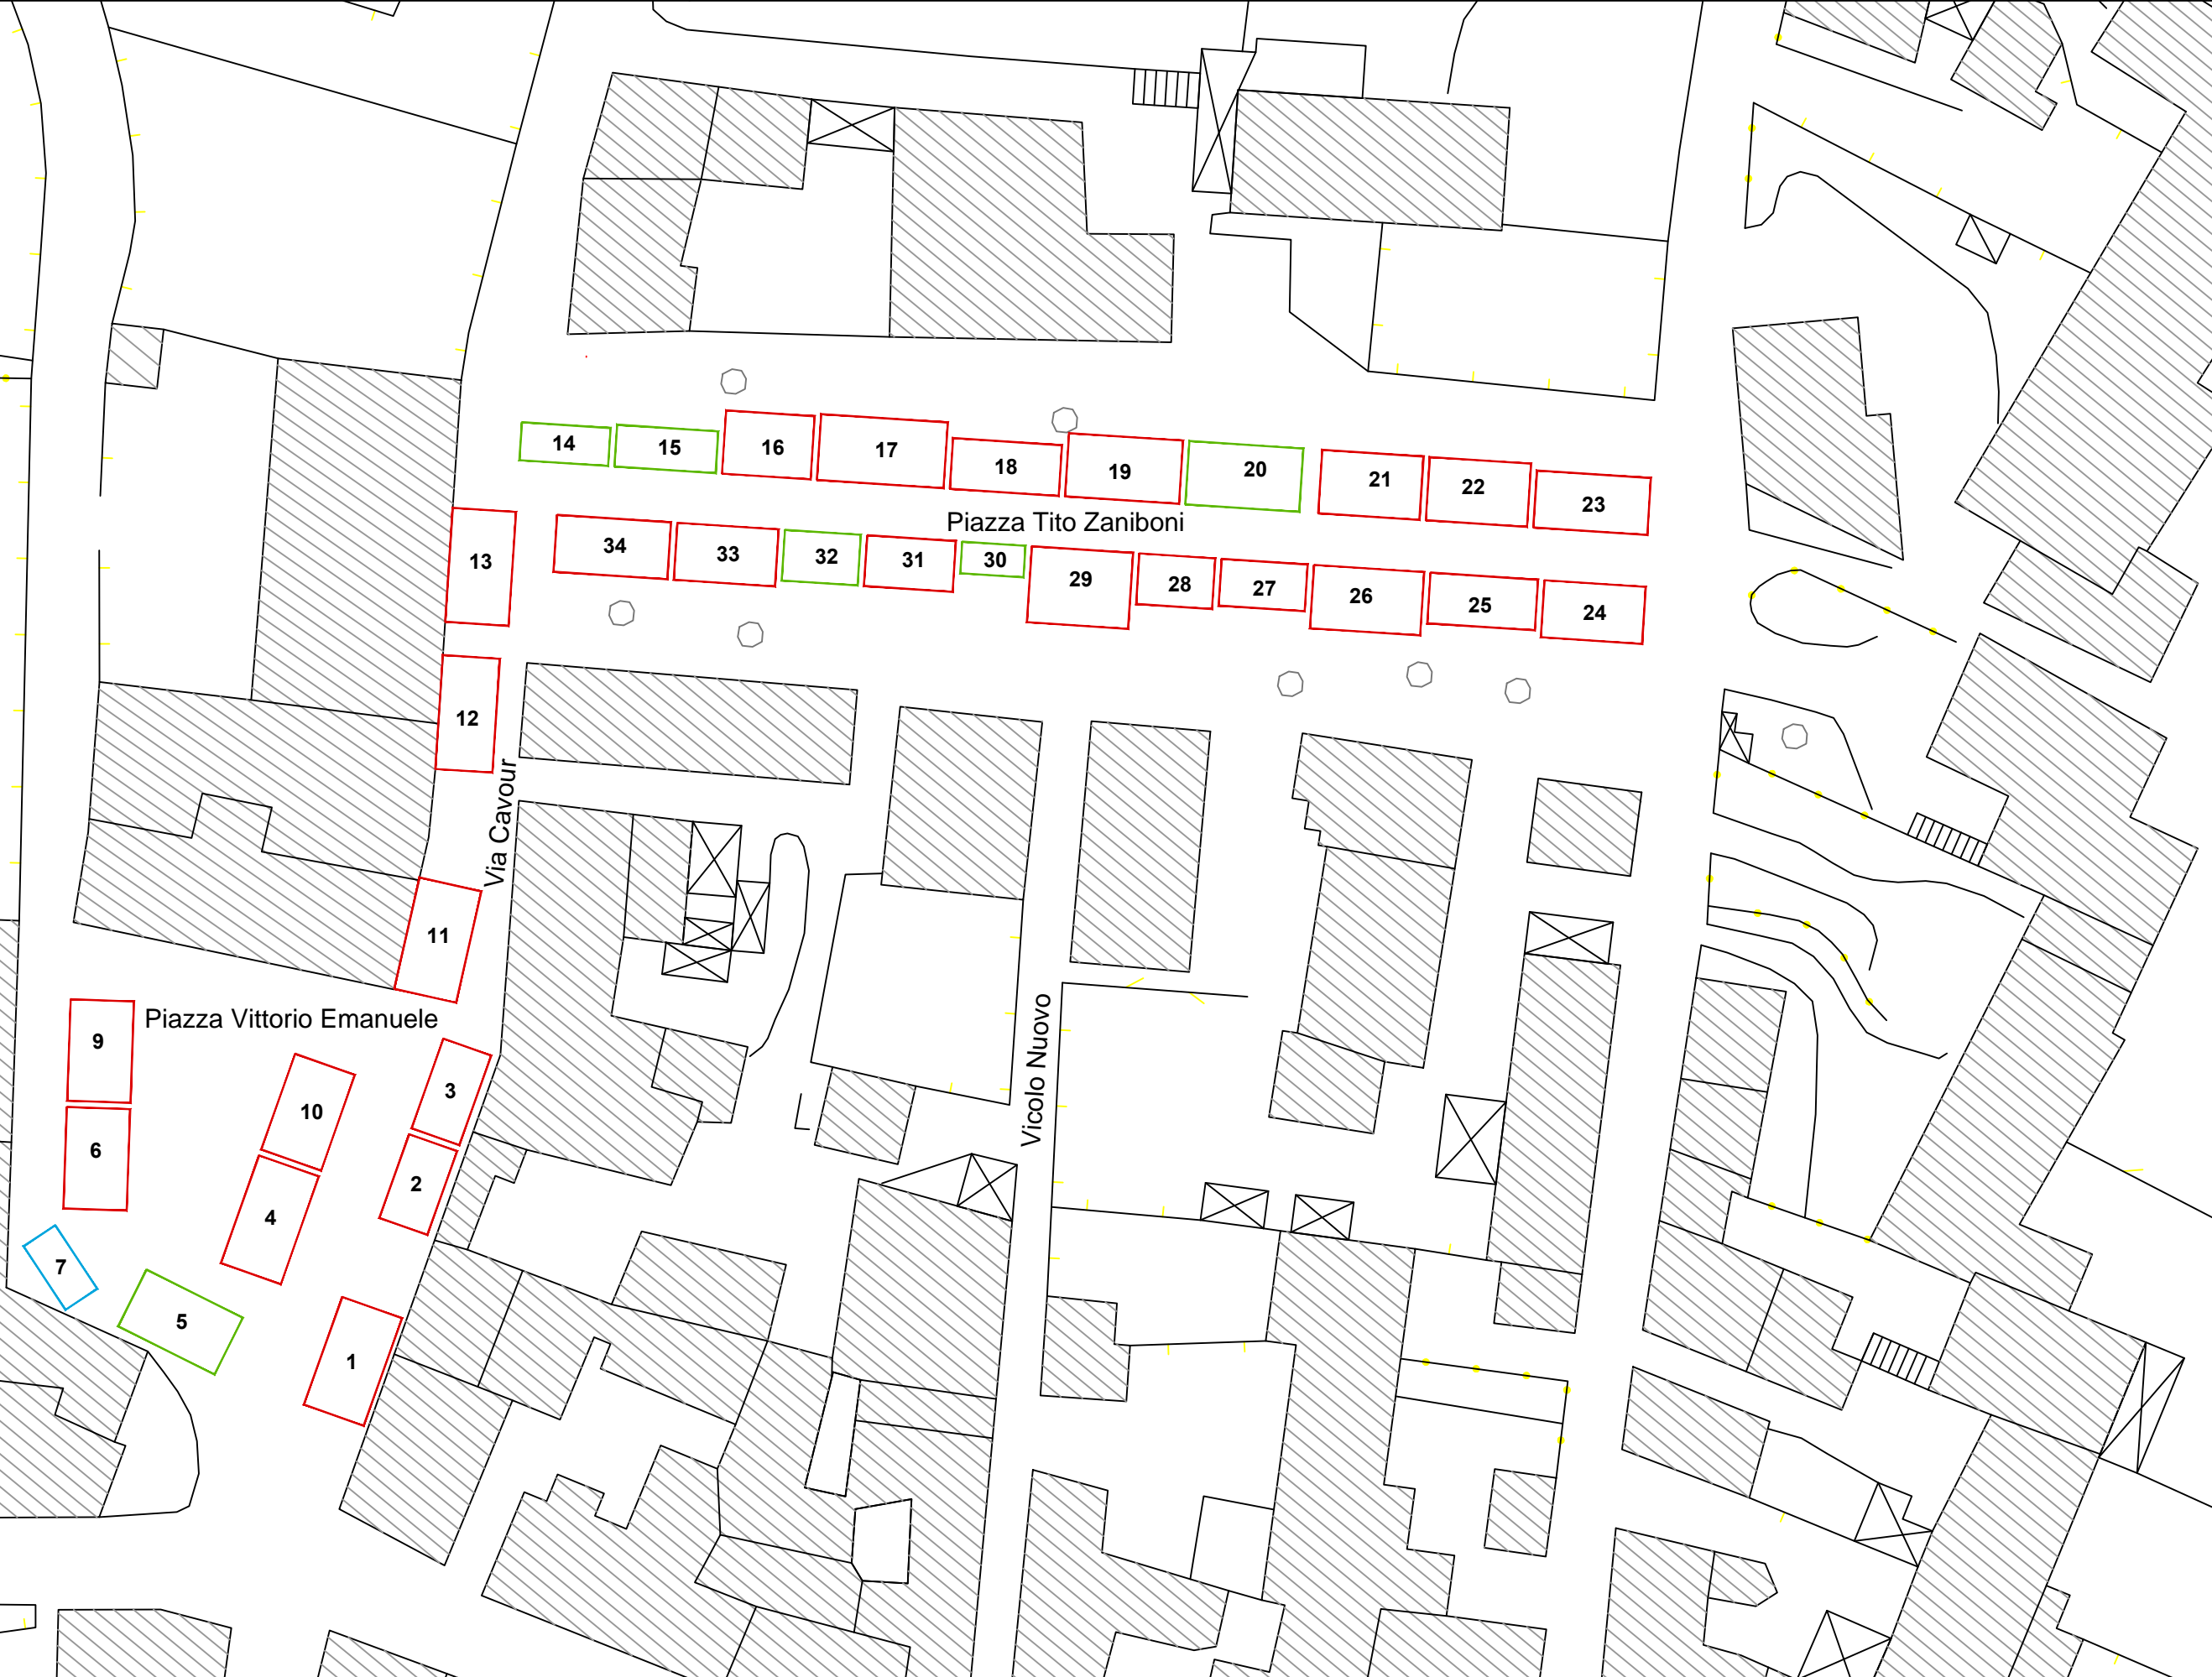 14 15 16 17 18 19 20 21 22 23
Piazza Tito Zaniboni
13 34 33 32 31 30 29 28 27 26 25 24
12
Via Cavour
11
Piazza Vittorio Emanuele
Vicolo Nuovo
9
10
3
6
2
4
7
5
1